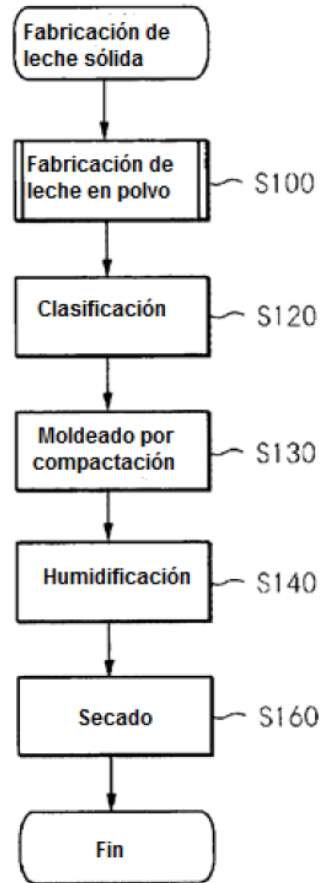 Fabricación de
leche sólida
Fabricación de
leche en polvo
S100
Clasificación
S120
Moldeado por
compactación
S130
Humidificación
S140
Secado
S160
Fin